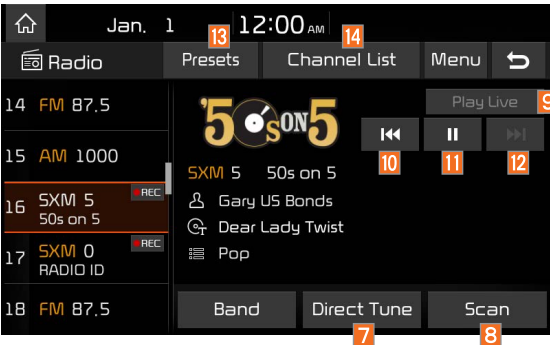 Jan. 1 12:00 AM
13 14
Radio Presets Channel List Menu
14 FM 87.5
15 AM 1000
16 SXM 5 REC
50s on 5
17 SXM 0 REC
RADIO ID
18 FM 87.5
'50sON5
Play Live 9
10 11 12
SXM 5 50s on 5
Gary US Bonds
Dear Lady Twist
Pop
Band Direct Tune Scan
7 8